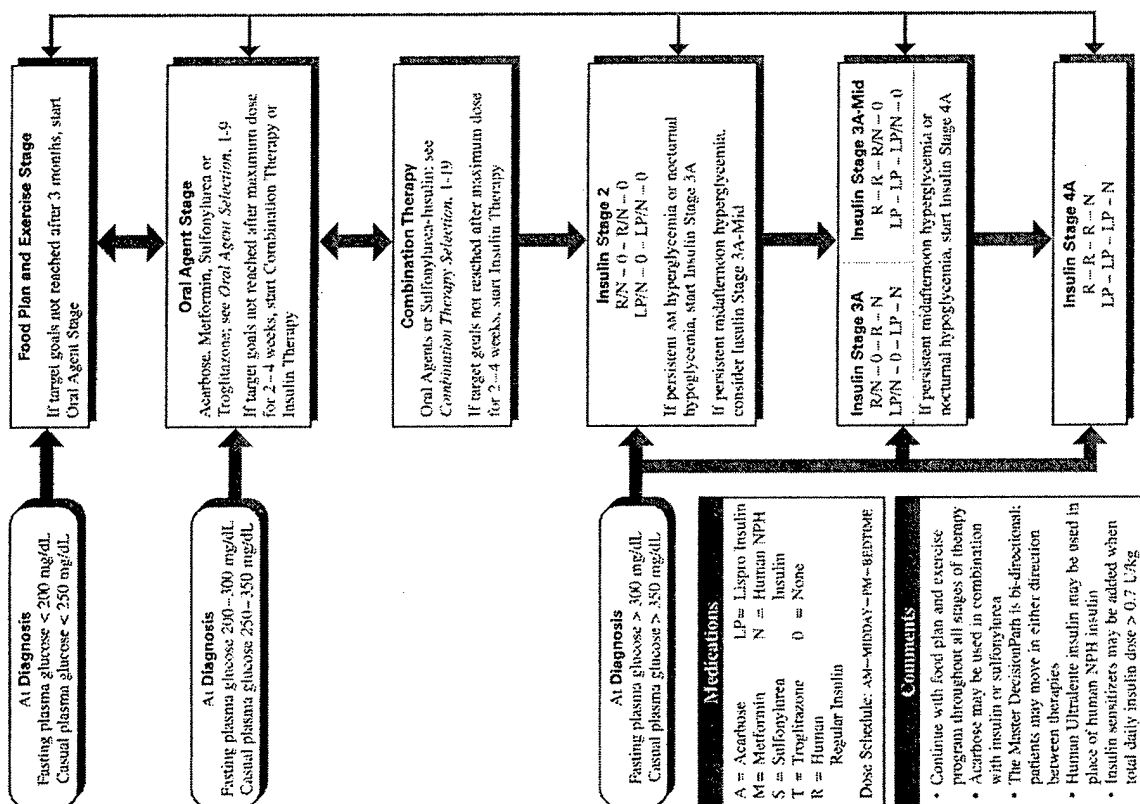 At Diagnosis
Fasting plasma glucose < 200 mg/dL
Casual plasma glucose < 250 mg/dL
Food Plan and Exercise Stage
If target goals not reached after 3 months, start
Oral Agent Stage
At Diagnosis
Fasting plasma glucose 200–300 mg/dL
Casual plasma glucose 250–350 mg/dL
Oral Agent Stage
Acarbose, Metformin, Sulfonylurea or
Troglitazone; see Oral Agent Selection, 1-9
If target goals not reached after maximum dose
for 2–4 weeks, start Combination Therapy or
Insulin Therapy
Combination Therapy
Oral Agents or Sulfonylurea-Insulin; see
Combination Therapy Selection, 1-19
If target goals not reached after maximum dose
for 2–4 weeks, start Insulin Therapy
At Diagnosis
Fasting plasma glucose > 300 mg/dL
Casual plasma glucose > 350 mg/dL
Insulin Stage 2
R/N – 0 – R/N – 0
LP/N – 0 – LP/N – 0
If persistent AM hyperglycemia or nocturnal
hypoglycemia, start Insulin Stage 3A
If persistent midafternoon hyperglycemia,
consider Insulin Stage 3A-Mid
Insulin Stage 3A
R/N – 0 – R – N
LP/N – 0 – LP – N
Insulin Stage 3A-Mid
R – R – R/N – 0
LP – LP – LP/N – 0
If persistent midafternoon hyperglycemia or
nocturnal hypoglycemia, start Insulin Stage 4A
Insulin Stage 4A
R – R – R – N
LP – LP – LP – N
Medications
A = Acarbose LP = Lispro Insulin
M = Metformin N = Human NPH
S = Sulfonylurea Insulin
T = Troglitazone 0 = None
R = Human
Regular Insulin
Dose Schedule: AM–MIDDAY–PM–BEDTIME
Comments
• Continue with food plan and exercise
program throughout all stages of therapy
• Acarbose may be used in combination
with insulin or sulfonylurea
• The Master DecisionPath is bi-directional;
patients may move in either direction
between therapies
• Human Ultralente insulin may be used in
place of human NPH insulin
• Insulin sensitizers may be added when
total daily insulin dose > 0.7 U/kg